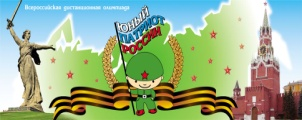 Всероссийская дистанционная олимпиада
ЮНЫЙ
ПАТРИОТ
РОССИИ